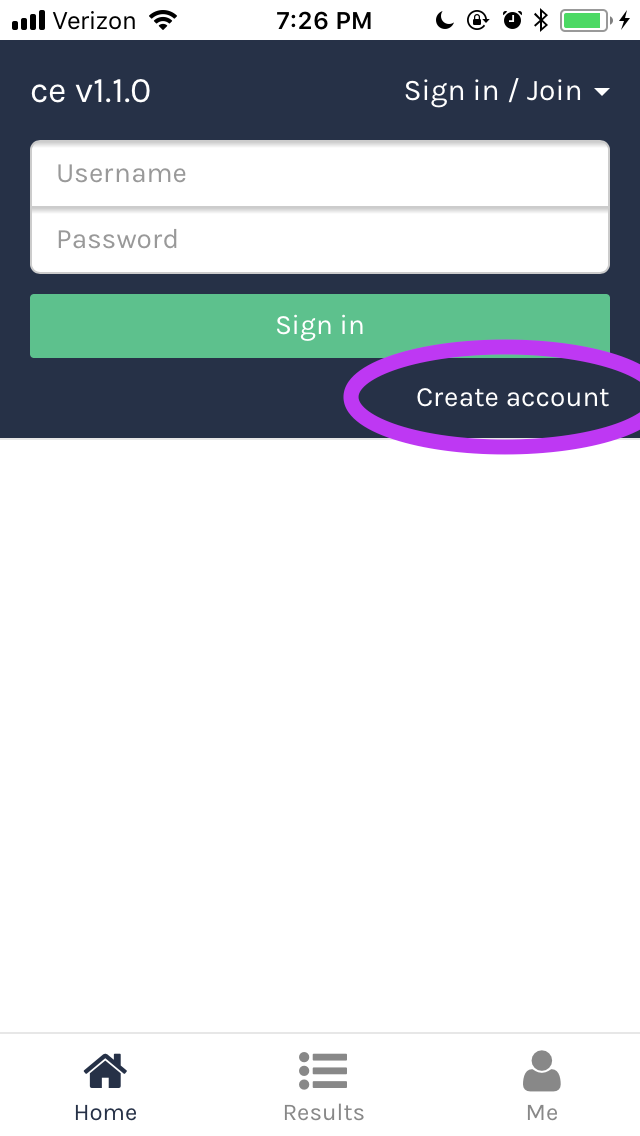 Verizon 7:26 PM
ce v1.1.0 Sign in / Join
Username
Password
Sign in
Create account
Home Results Me